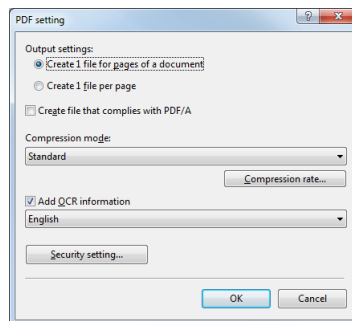 PDF setting
Output settings:
Create 1 file for pages of a document
Create 1 file per page
Create file that complies with PDF/A
Compression mode:
Standard
Compression rate...
Add OCR information
English
Security setting...
OK Cancel